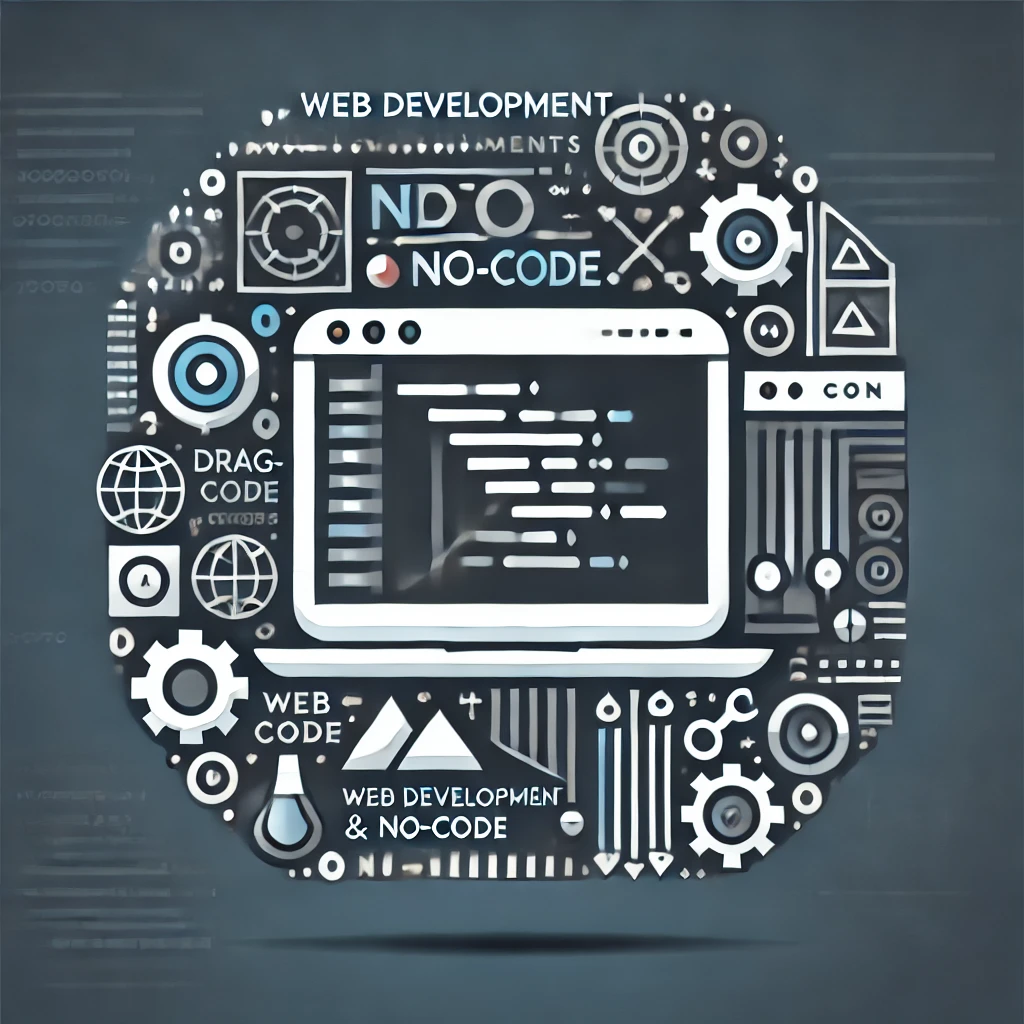 WEB DEVELOPMENT
MENTS
NDO
NO-CODE
CON
DRAG-
CODE
WEB
CODE
WEB DEVELOPMENT
& NO-CODE